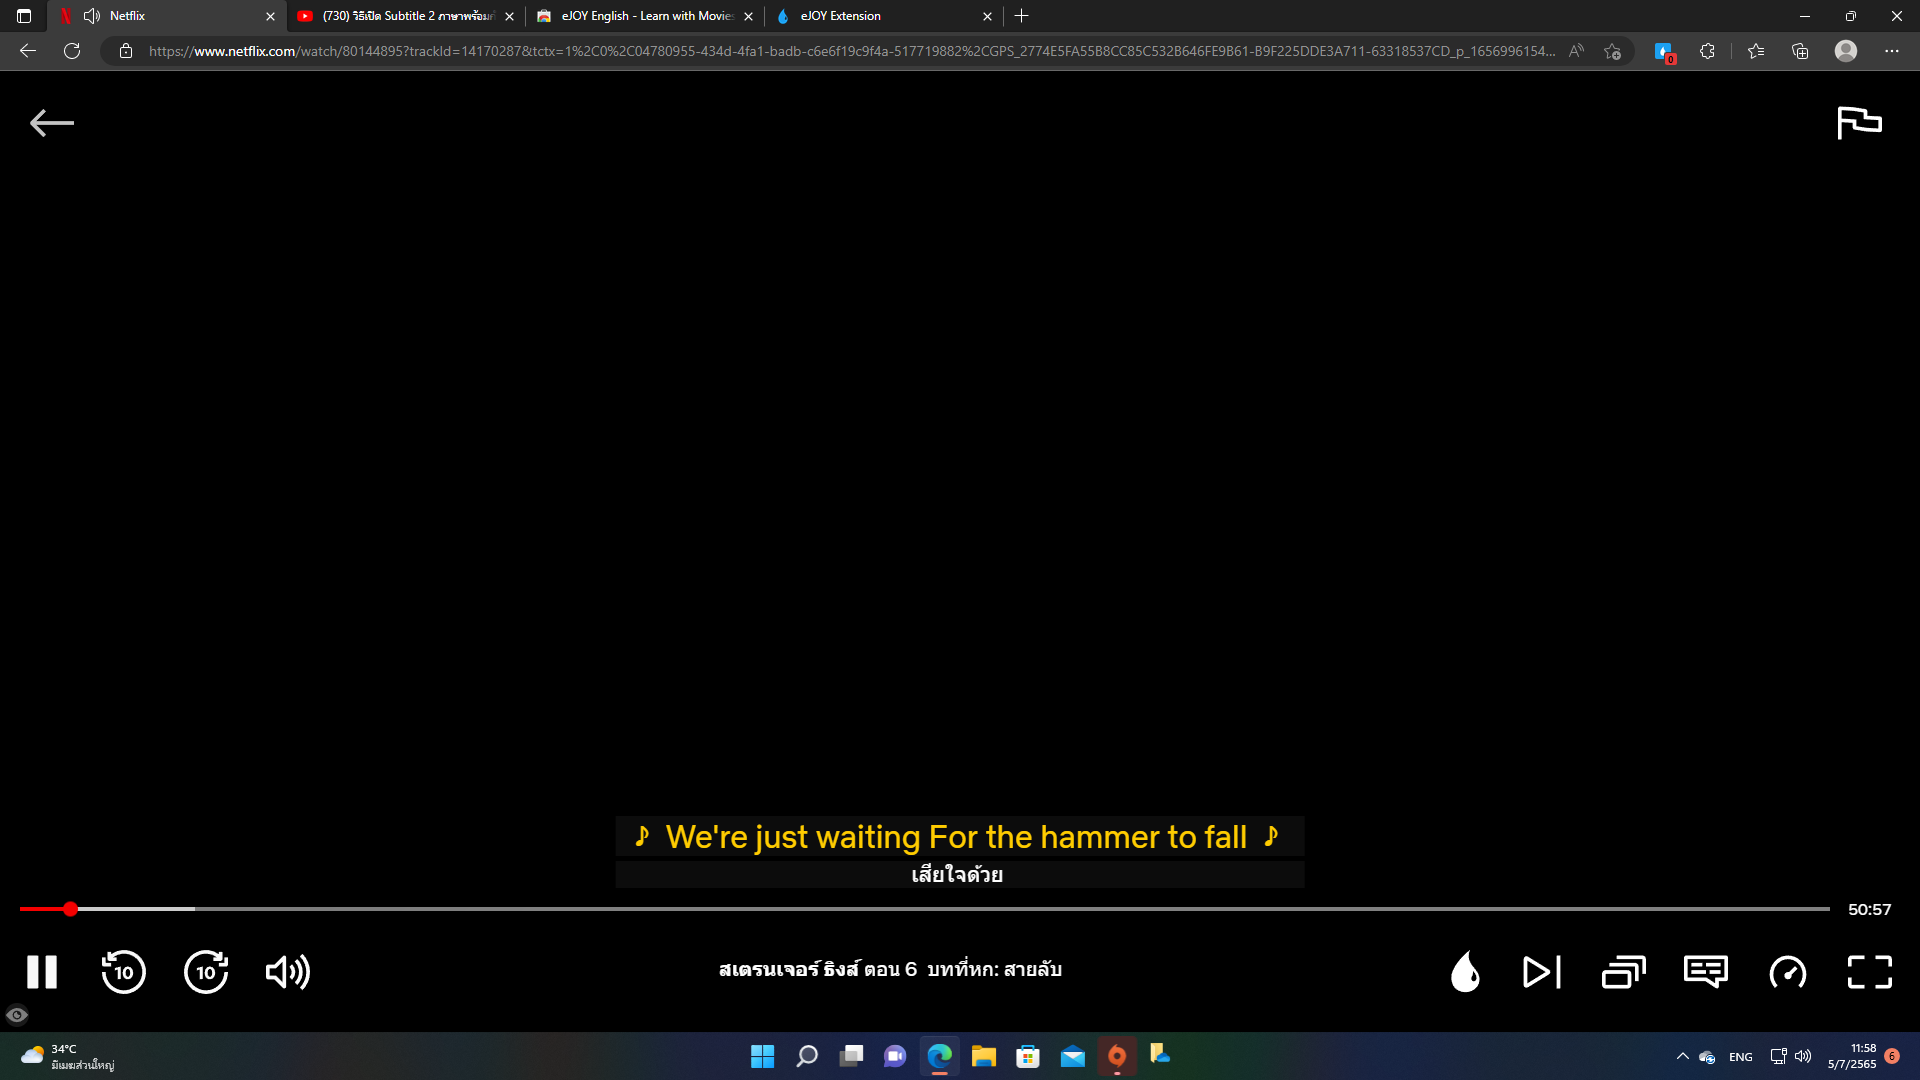 Netflix
(730) วิธีเปิด Subtitle 2 ภาษาพร้อม
eJOY English - Learn with Movies
eJOY Extension
https://www.netflix.com/watch/80144895?trackId=14170287&tctx=1%2C0%2C04780955-434d-4fa1-badb-c6e6f19c9f4a-517719882%2CGPS_2774E5FA55B8CC85C532B646FE9B61-B9F225DDE3A711-63318537CD_p_1656996154...
0
♪ We're just waiting For the hammer to fall ♪
เสียใจด้วย
50:57
10
10
สเตรนเจอร์ ธิงส์ ตอน 6 บทที่หก: สายลับ
34°C
มีเมฆส่วนใหญ่
ENG
11:58
5/7/2565
6